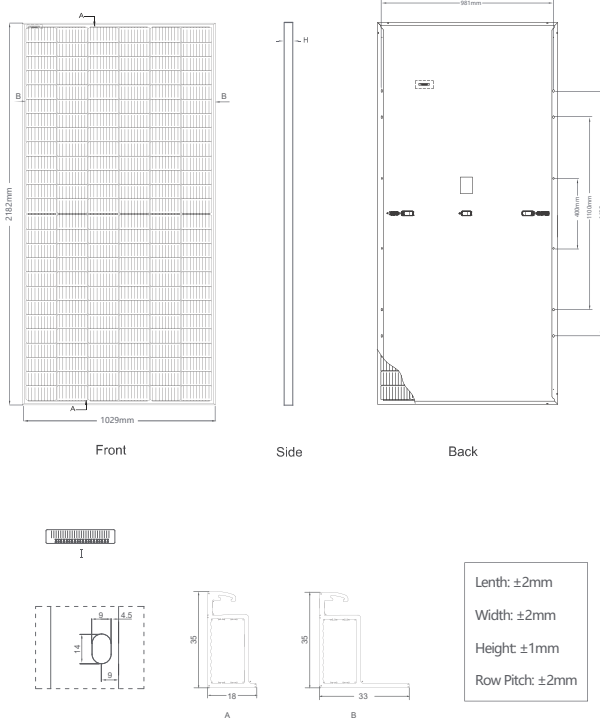 981mm
A
H
B
B
2182mm
400mm
1100mm
A
1029mm
Front
Side
Back
I
9
4.5
14
9
35
18
A
35
33
B
Lenth: ±2mm
Width: ±2mm
Height: ±1mm
Row Pitch: ±2mm